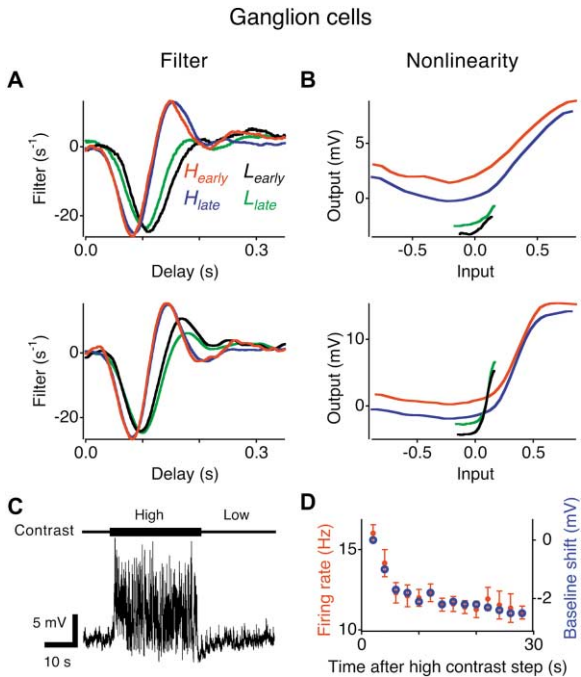 Ganglion cells
A
Filter
B
Nonlinearity
Filter (s⁻¹)
0
-20
H_early
L_early
H_late
L_late
0.0
0.3
Delay (s)
Output (mV)
5
0
-0.5
0.0
0.5
Input
Filter (s⁻¹)
0
-20
0.0
0.3
Delay (s)
Output (mV)
10
0
-0.5
0.0
0.5
Input
C
High
Low
Contrast
5 mV
10 s
D
Firing rate (Hz)
15
10
0
-2
Baseline shift (mV)
0
30
Time after high contrast step (s)